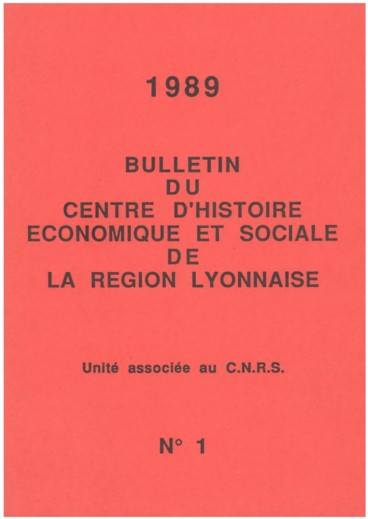 1989
BULLETIN
DU
CENTRE D'HISTOIRE
ECONOMIQUE ET SOCIALE
DE
LA REGION LYONNAISE
Unité associée au C.N.R.S.
N° 1